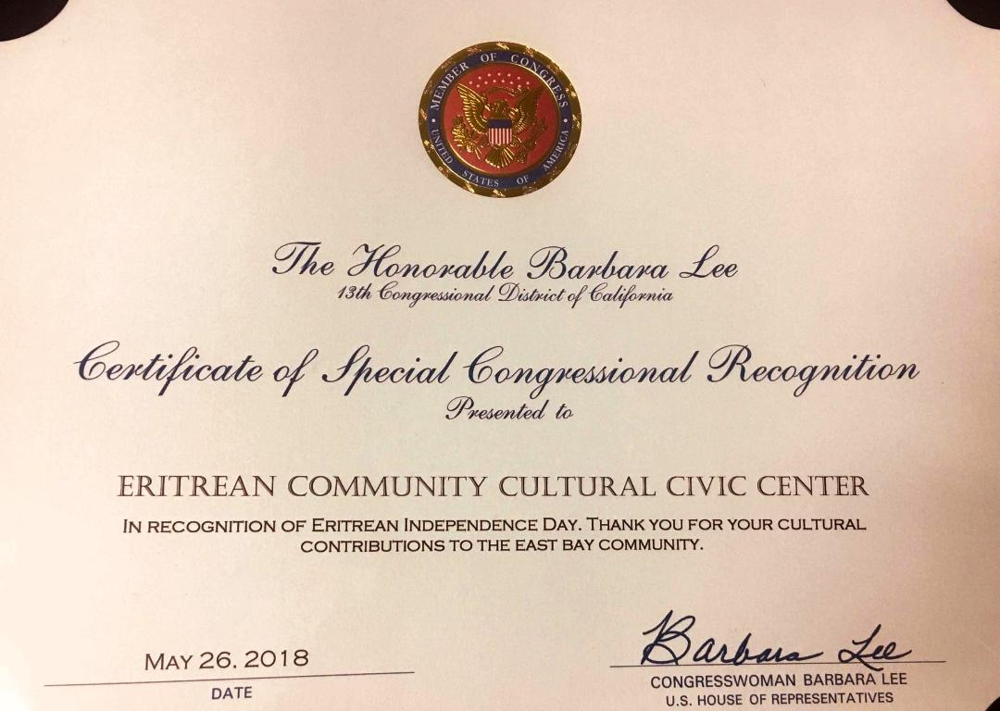 MEMBER OF CONGRESS
UNITED STATES OF AMERICA
The Honorable Barbara Lee
13th Congressional District of California
Certificate of Special Congressional Recognition
Presented to
ERITREAN COMMUNITY CULTURAL CIVIC CENTER
IN RECOGNITION OF ERITREAN INDEPENDENCE DAY. THANK YOU FOR YOUR CULTURAL
CONTRIBUTIONS TO THE EAST BAY COMMUNITY.
MAY 26, 2018
DATE
Barbara Lee
CONGRESSWOMAN BARBARA LEE
U.S. HOUSE OF REPRESENTATIVES